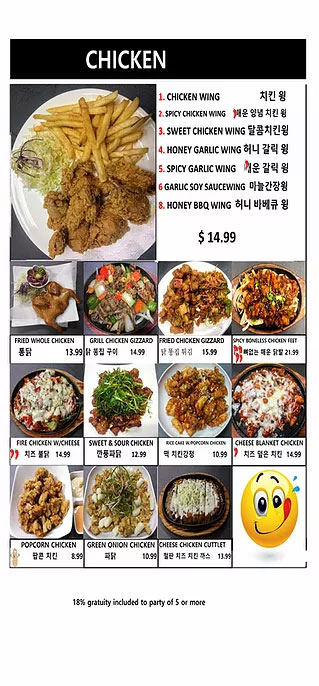 CHICKEN
1. CHICKEN WING 치킨 윙
2. SPICY CHICKEN WING 매운 양념 치킨 윙
3. SWEET CHICKEN WING 달콤치킨윙
4. HONEY GARLIC WING 허니 갈릭 윙
5. SPICY GARLIC WING 매운 갈릭 윙
6 GARLIC SOY SAUCEWING 마늘간장윙
8. HONEY BBQ WING 허니 바베큐 윙
$ 14.99
FRIED WHOLE CHICKEN
통닭 13.99
GRILL CHICKEN GIZZARD
닭 똥집 구이 14.99
FRIED CHICKEN GIZZARD
닭 똥집 튀김 15.99
SPICY BONELESS CHICKEN FEET
뼈없는 매운 닭발 21.99
FIRE CHICKEN W/CHEESE
치즈 불닭 14.99
SWEET & SOUR CHICKEN
깐풍파닭 12.99
RICE CAKE W/POPCORN CHICKEN
떡 치킨강정 10.99
CHEESE BLANKET CHICKEN
치즈 덮은 치킨 14.99
POPCORN CHICKEN
팝콘 치킨 8.99
GREEN ONION CHICKEN
파닭 10.99
CHEESE CHICKEN CUTTLET
철판 치즈 치킨 까스 13.99
18% gratuity included to party of 5 or more